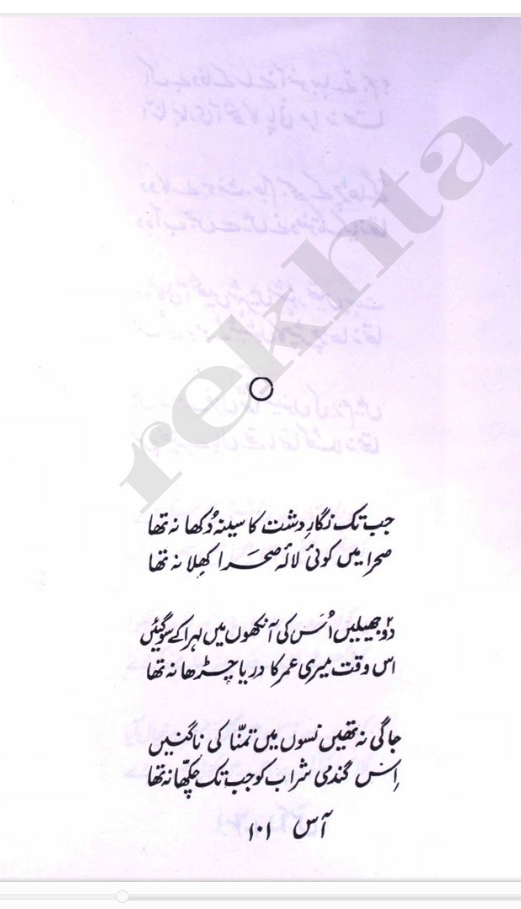 rekhta
جب تک نگارِ دشت کا سینہ دُکھا نہ تھا
صحرا میں کوئی لالۂ صحرا کھِلا نہ تھا
دو جھیلیں اُس کی آنکھوں میں لہرا کے سو گئیں
اس وقت میری عمر کا دریا چڑھا نہ تھا
جاگی نہ تھیں نسوں میں تمنّا کی ناگنیں
اِس گندمی شراب کو جب تک چکھّا نہ تھا
آس ۱۰۱